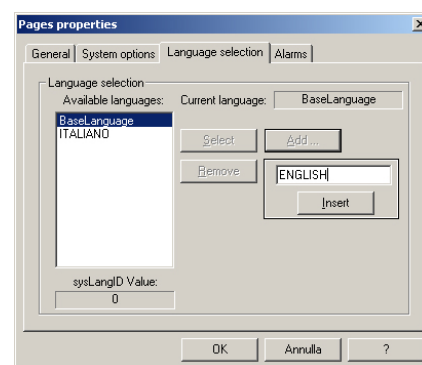 Pages properties
General System options Language selection Alarms
Language selection
Available languages: Current language: BaseLanguage
BaseLanguage
ITALIANO
Select Add ...
Remove
ENGLISH
Insert
sysLangID Value:
0
OK Annulla ?